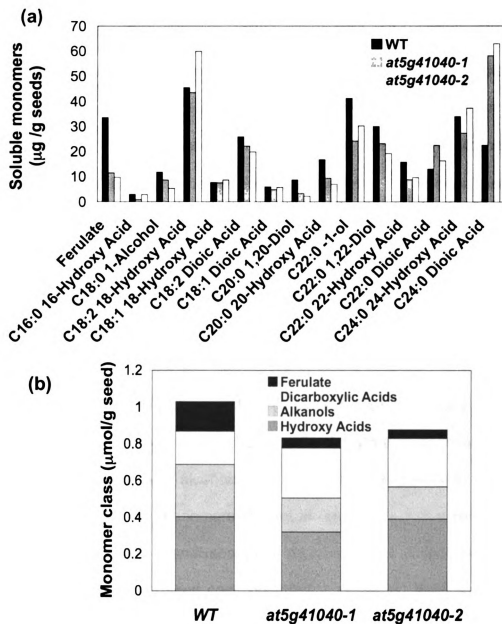 (a)
Soluble monomers
(μg /g seeds)
70
60
50
40
30
20
10
0
WT
at5g41040-1
at5g41040-2
Ferulate
C16:0 16-Hydroxy Acid
C18:0 1-Alcohol
C18:2 18-Hydroxy Acid
C18:1 18-Hydroxy Acid
C18:2 Dioic Acid
C18:1 Dioic Acid
C20:0 1,20-Diol
C20:0 20-Hydroxy Acid
C22:0 -1-ol
C22:0 1,22-Diol
C22:0 22-Hydroxy Acid
C22:0 Dioic Acid
C24:0 24-Hydroxy Acid
C24:0 Dioic Acid
(b)
Monomer class (μmol/g seed)
1.2
1
0.8
0.6
0.4
0.2
0
Ferulate
Dicarboxylic Acids
Alkanols
Hydroxy Acids
WT
at5g41040-1
at5g41040-2